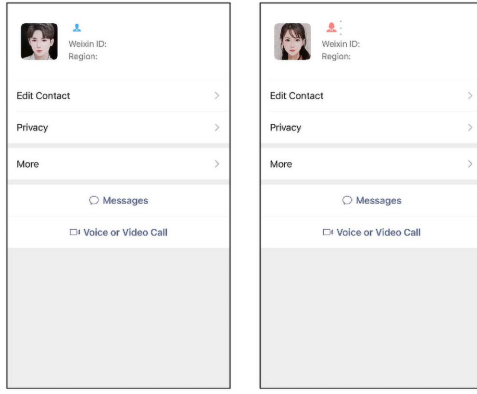 Weixin ID:
Region:
Edit Contact
Privacy
More
Messages
Voice or Video Call
Weixin ID:
Region:
Edit Contact
Privacy
More
Messages
Voice or Video Call